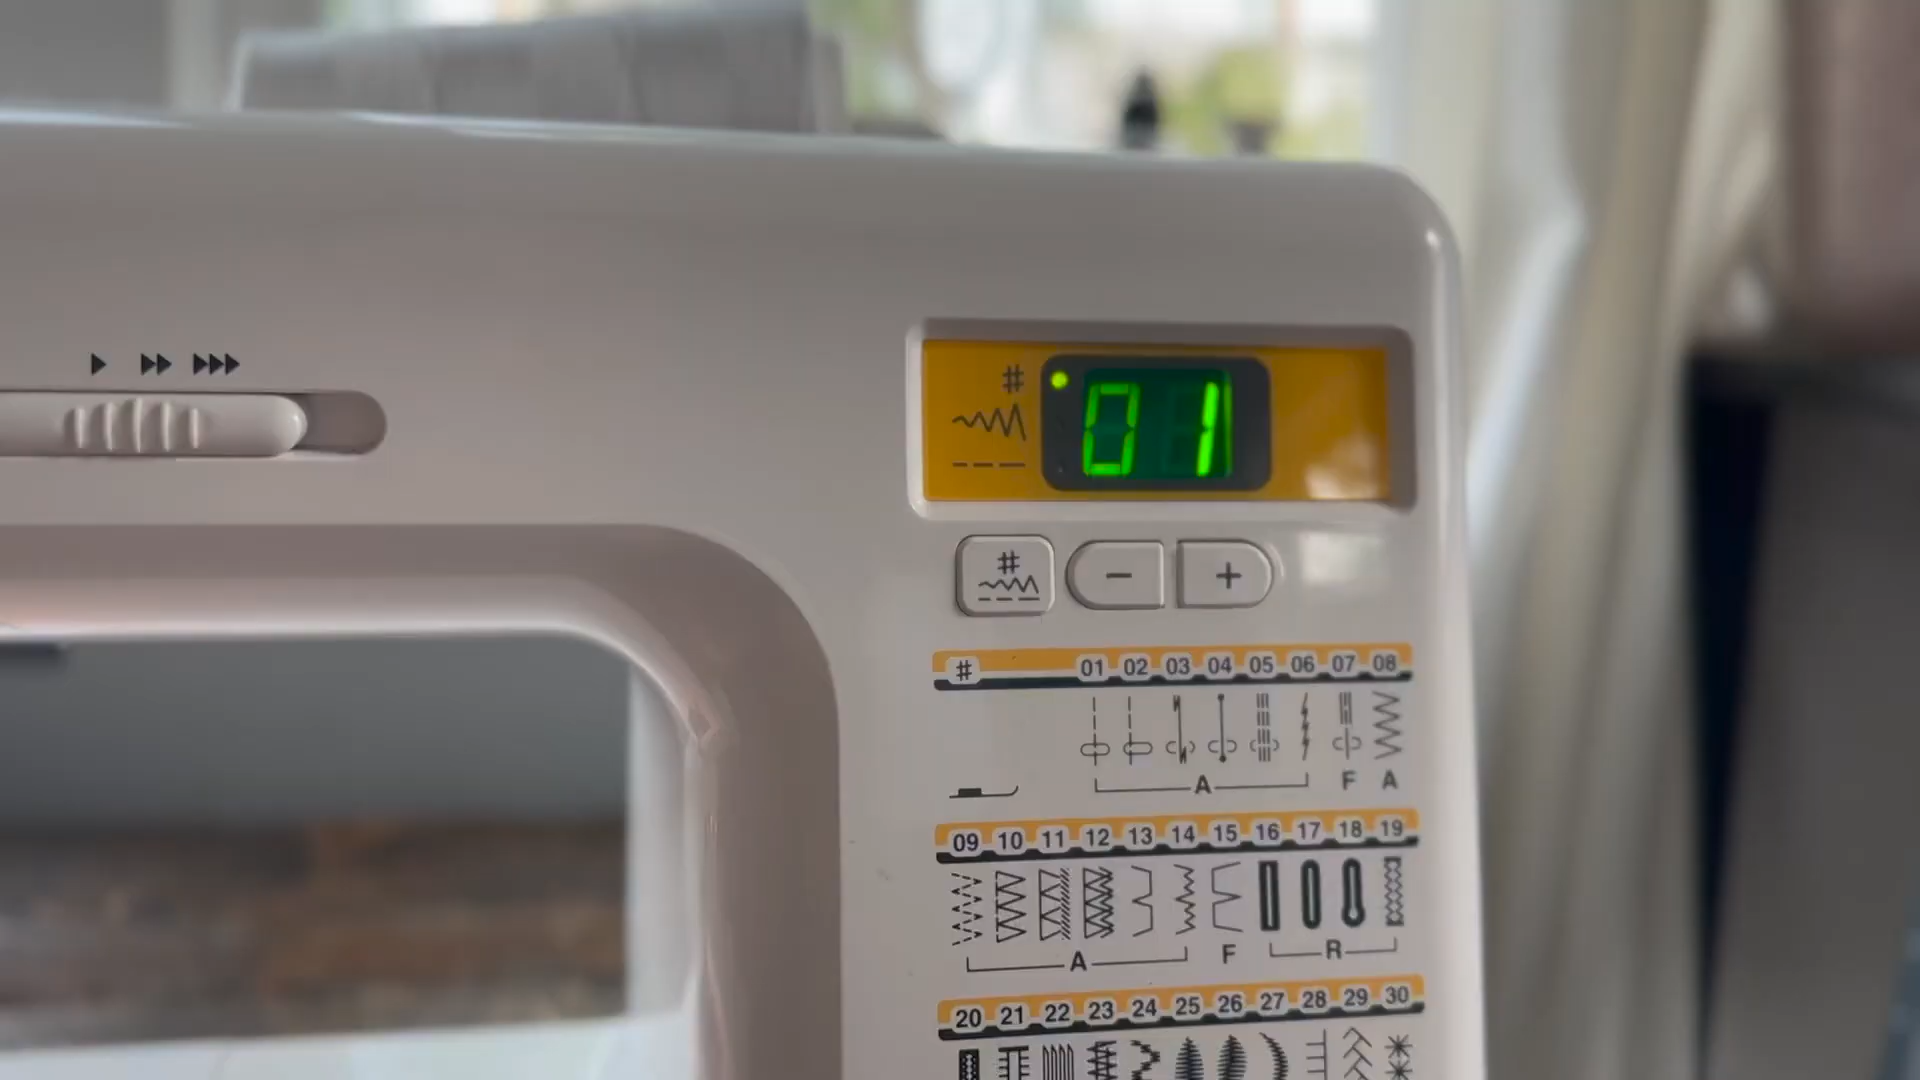 #
01
#
− +
# 01 02 03 04 05 06 07 08
A F A
09 10 11 12 13 14 15 16 17 18 19
A F R
20 21 22 23 24 25 26 27 28 29 30